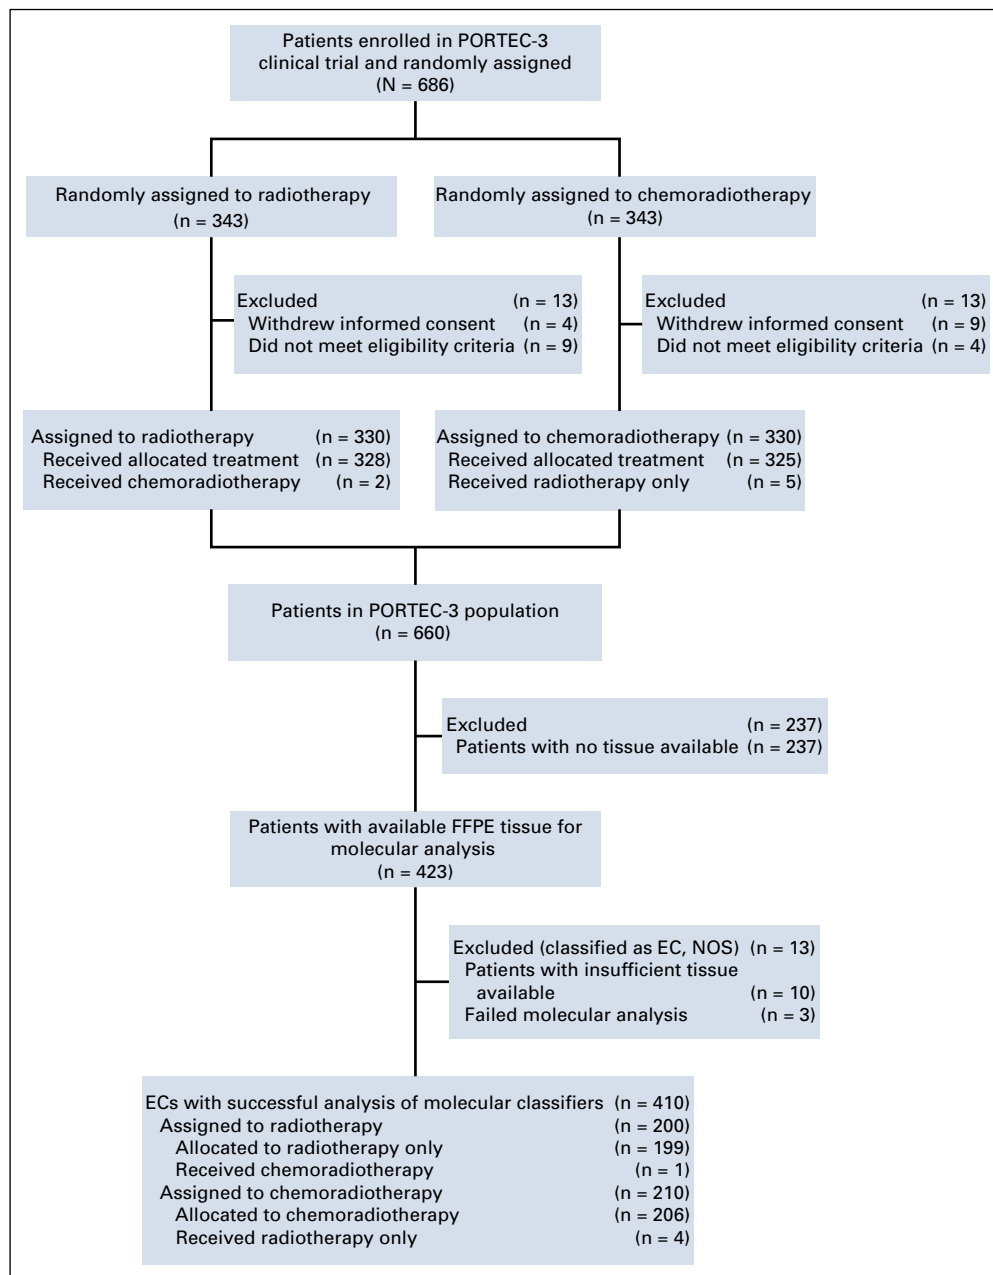 Patients enrolled in PORTEC-3
clinical trial and randomly assigned
(N = 686)
Randomly assigned to radiotherapy
(n = 343)
Randomly assigned to chemoradiotherapy
(n = 343)
Excluded (n = 13)
Withdrew informed consent (n = 4)
Did not meet eligibility criteria (n = 9)
Excluded (n = 13)
Withdrew informed consent (n = 9)
Did not meet eligibility criteria (n = 4)
Assigned to radiotherapy (n = 330)
Received allocated treatment (n = 328)
Received chemoradiotherapy (n = 2)
Assigned to chemoradiotherapy (n = 330)
Received allocated treatment (n = 325)
Received radiotherapy only (n = 5)
Patients in PORTEC-3 population
(n = 660)
Excluded (n = 237)
Patients with no tissue available (n = 237)
Patients with available FFPE tissue for
molecular analysis
(n = 423)
Excluded (classified as EC, NOS) (n = 13)
Patients with insufficient tissue
available (n = 10)
Failed molecular analysis (n = 3)
ECs with successful analysis of molecular classifiers (n = 410)
Assigned to radiotherapy (n = 200)
Allocated to radiotherapy only (n = 199)
Received chemoradiotherapy (n = 1)
Assigned to chemoradiotherapy (n = 210)
Allocated to chemoradiotherapy (n = 206)
Received radiotherapy only (n = 4)